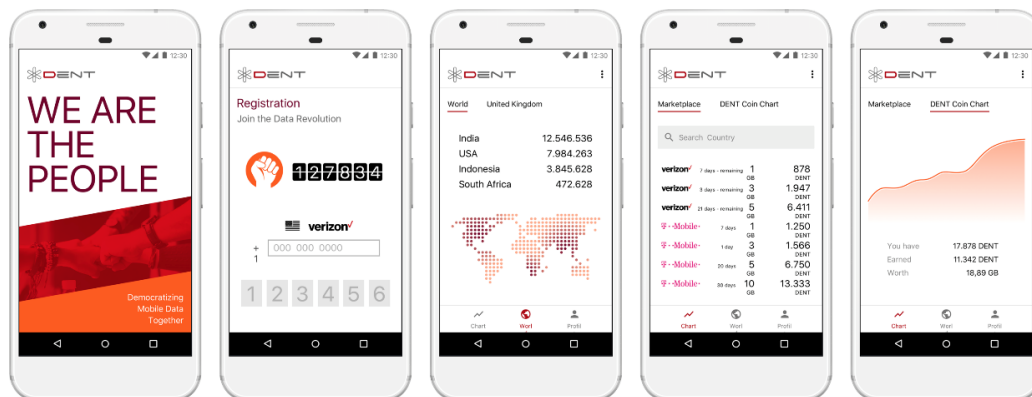 12:30
DENT
WE ARE
THE
PEOPLE
Democratizing
Mobile Data
Together
12:30
DENT
Registration
Join the Data Revolution
127834
verizon✓
+
1
000 000 0000
1 2 3 4 5 6
12:30
DENT
World United Kingdom
India 12.546.536
USA 7.984.263
Indonesia 3.845.628
South Africa 472.628
Chart Worl Profil
12:30
DENT
Marketplace DENT Coin Chart
Search Country
verizon✓ 7 days - remaining 1 GB 878 DENT
verizon✓ 3 days - remaining 3 GB 1.947 DENT
verizon✓ 21 days - remaining 5 GB 6.411 DENT
T··Mobile· 7 days 1 GB 1.250 DENT
T··Mobile· 1 day 3 GB 1.566 DENT
T··Mobile· 20 days 5 GB 6.750 DENT
T··Mobile· 30 days 10 GB 13.333 DENT
Chart Worl Profil
12:30
DENT
Marketplace DENT Coin Chart
You have 17.878 DENT
Earned 11.342 DENT
Worth 18,89 GB
Chart Worl Profil